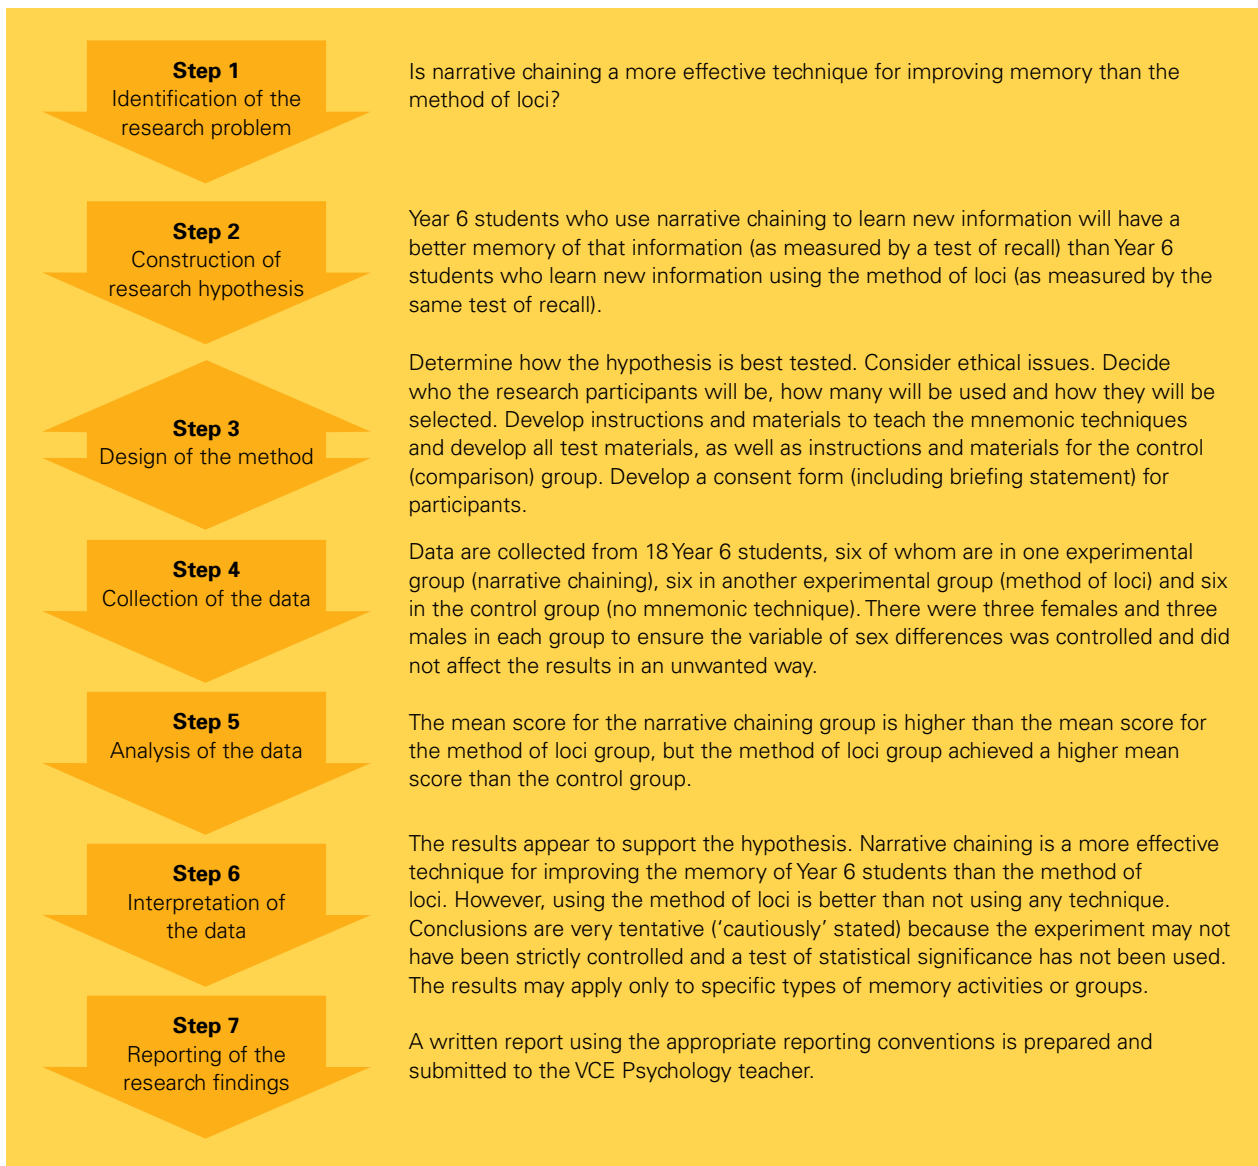 Step 1
Identification of the
research problem
Is narrative chaining a more effective technique for improving memory than the
method of loci?
Step 2
Construction of
research hypothesis
Year 6 students who use narrative chaining to learn new information will have a
better memory of that information (as measured by a test of recall) than Year 6
students who learn new information using the method of loci (as measured by the
same test of recall).
Step 3
Design of the method
Determine how the hypothesis is best tested. Consider ethical issues. Decide
who the research participants will be, how many will be used and how they will be
selected. Develop instructions and materials to teach the mnemonic techniques
and develop all test materials, as well as instructions and materials for the control
(comparison) group. Develop a consent form (including briefing statement) for
participants.
Step 4
Collection of the data
Data are collected from 18 Year 6 students, six of whom are in one experimental
group (narrative chaining), six in another experimental group (method of loci) and six
in the control group (no mnemonic technique). There were three females and three
males in each group to ensure the variable of sex differences was controlled and did
not affect the results in an unwanted way.
Step 5
Analysis of the data
The mean score for the narrative chaining group is higher than the mean score for
the method of loci group, but the method of loci group achieved a higher mean
score than the control group.
Step 6
Interpretation of
the data
The results appear to support the hypothesis. Narrative chaining is a more effective
technique for improving the memory of Year 6 students than the method of
loci. However, using the method of loci is better than not using any technique.
Conclusions are very tentative (‘cautiously’ stated) because the experiment may not
have been strictly controlled and a test of statistical significance has not been used.
The results may apply only to specific types of memory activities or groups.
Step 7
Reporting of the
research findings
A written report using the appropriate reporting conventions is prepared and
submitted to the VCE Psychology teacher.